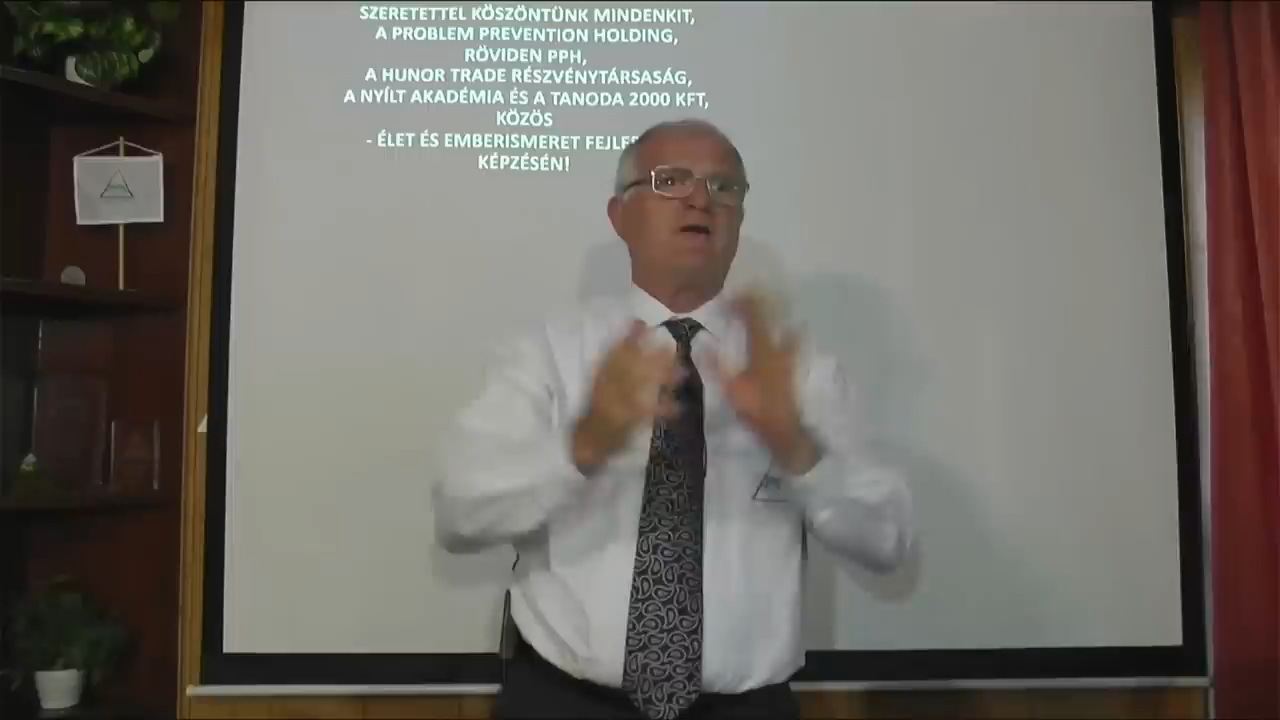 SZERETETTEL KÖSZÖNTÜNK MINDENKIT,
A PROBLEM PREVENTION HOLDING,
RÖVIDEN PPH,
A HUNOR TRADE RÉSZVÉNYTÁRSASÁG,
A NYÍLT AKADÉMIA ÉS A TANODA 2000 KFT,
KÖZÖS
- ÉLET ÉS EMBERISMERET
KÉPZÉSÉN!